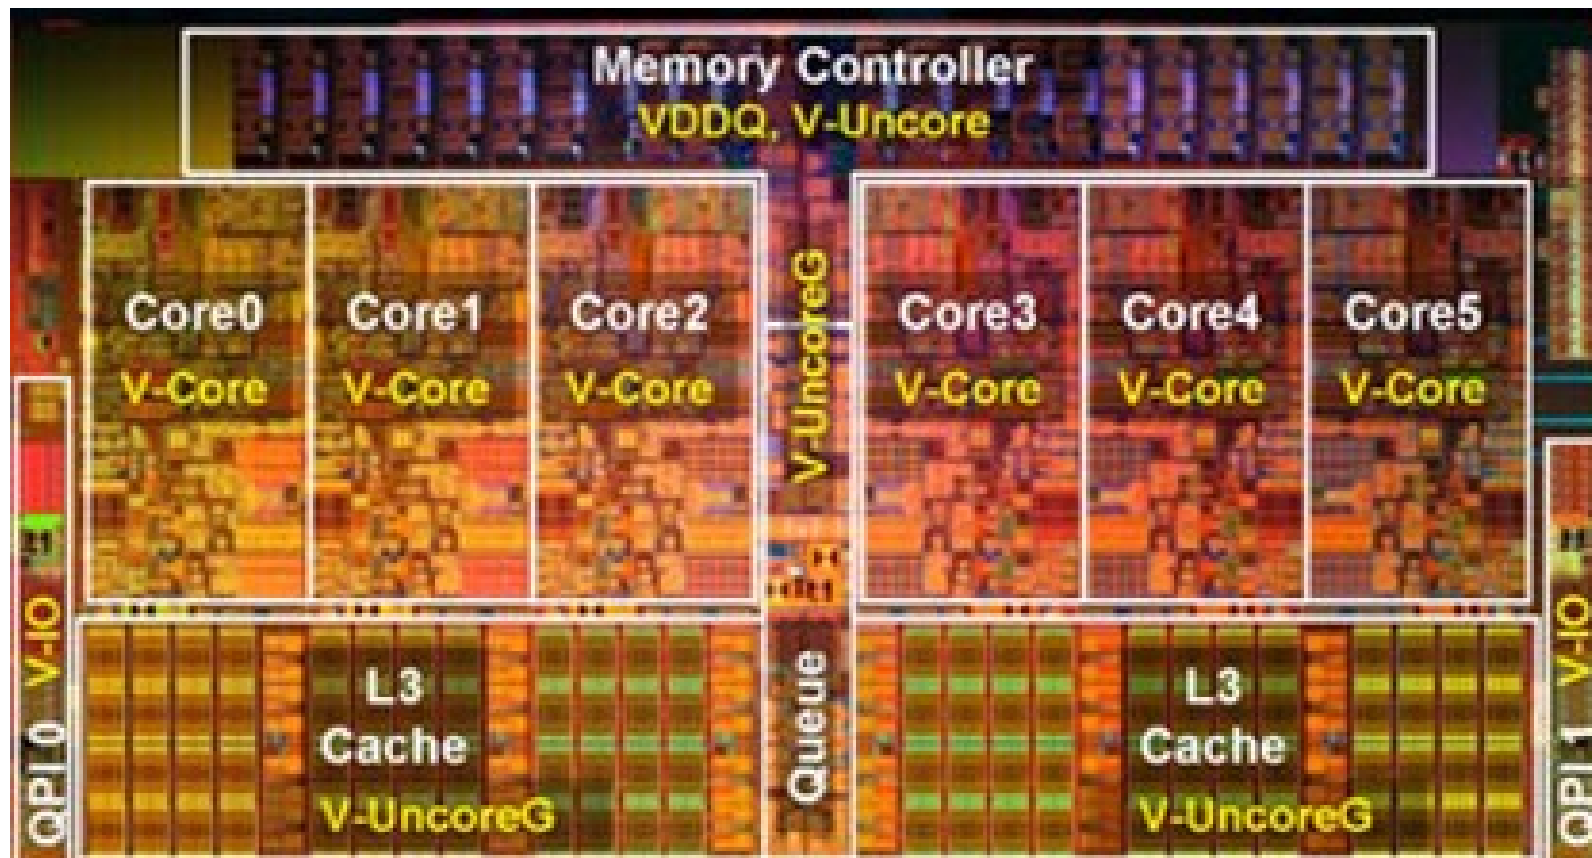 Memory Controller
VDDQ, V-Uncore
Core0
V-Core
Core1
V-Core
Core2
V-Core
V-UncoreG
Core3
V-Core
Core4
V-Core
Core5
V-Core
QPI 0 V-IO
L3
Cache
V-UncoreG
Queue
L3
Cache
V-UncoreG
QPI 1 V-IO